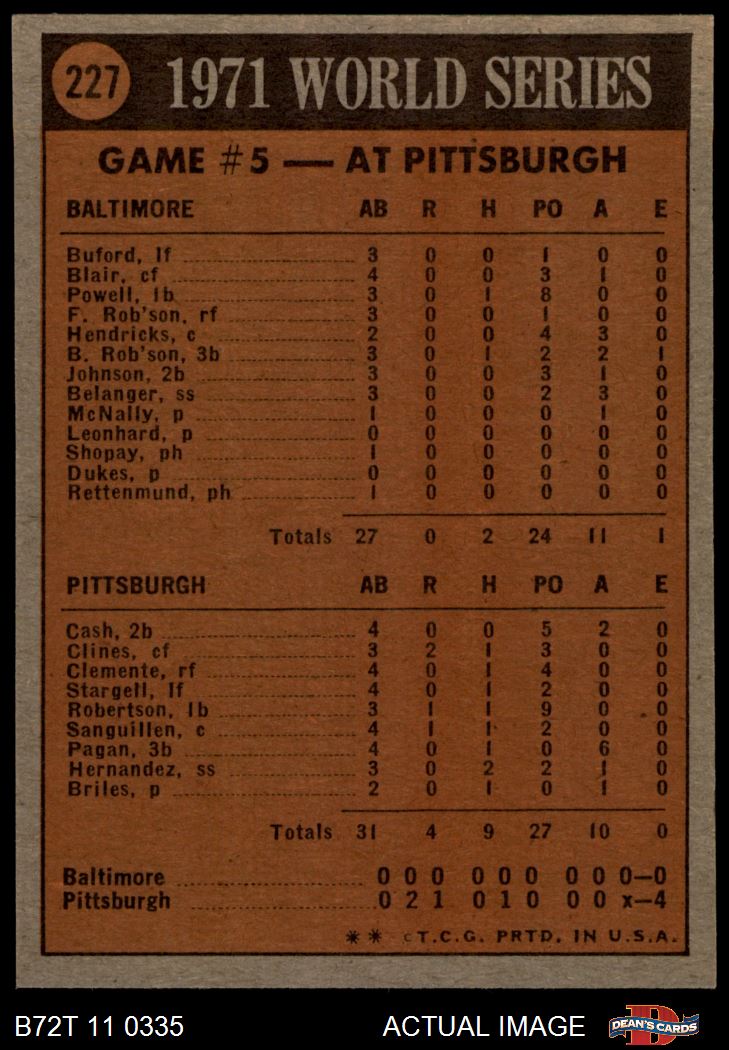 227 1971 WORLD SERIES
GAME #5 — AT PITTSBURGH
BALTIMORE AB R H PO A E
Buford, lf 3 0 0 1 0 0
Blair, cf 4 0 0 3 1 0
Powell, 1b 3 0 1 8 0 0
F. Rob'son, rf 3 0 0 1 0 0
Hendricks, c 2 0 0 4 3 0
B. Rob'son, 3b 3 0 1 2 2 1
Johnson, 2b 3 0 0 3 1 0
Belanger, ss 3 0 0 2 3 0
McNally, p 1 0 0 0 1 0
Leonhard, p 0 0 0 0 0 0
Shopay, ph 1 0 0 0 0 0
Dukes, p 0 0 0 0 0 0
Rettenmund, ph 1 0 0 0 0 0
Totals 27 0 2 24 11 1
PITTSBURGH AB R H PO A E
Cash, 2b 4 0 0 5 2 0
Clines, cf 3 2 1 3 0 0
Clemente, rf 4 0 1 4 0 0
Stargell, lf 4 0 1 2 0 0
Robertson, 1b 3 1 1 9 0 0
Sanguillen, c 4 1 1 2 0 0
Pagan, 3b 4 0 1 0 6 0
Hernandez, ss 3 0 2 2 1 0
Briles, p 2 0 1 0 1 0
Totals 31 4 9 27 10 0
Baltimore 0 0 0 0 0 0 0 0 0—0
Pittsburgh 0 2 1 0 1 0 0 0 x—4
** ©T.C.G. PRTD. IN U.S.A.
B72T 11 0335 ACTUAL IMAGE DEAN'S CARDS